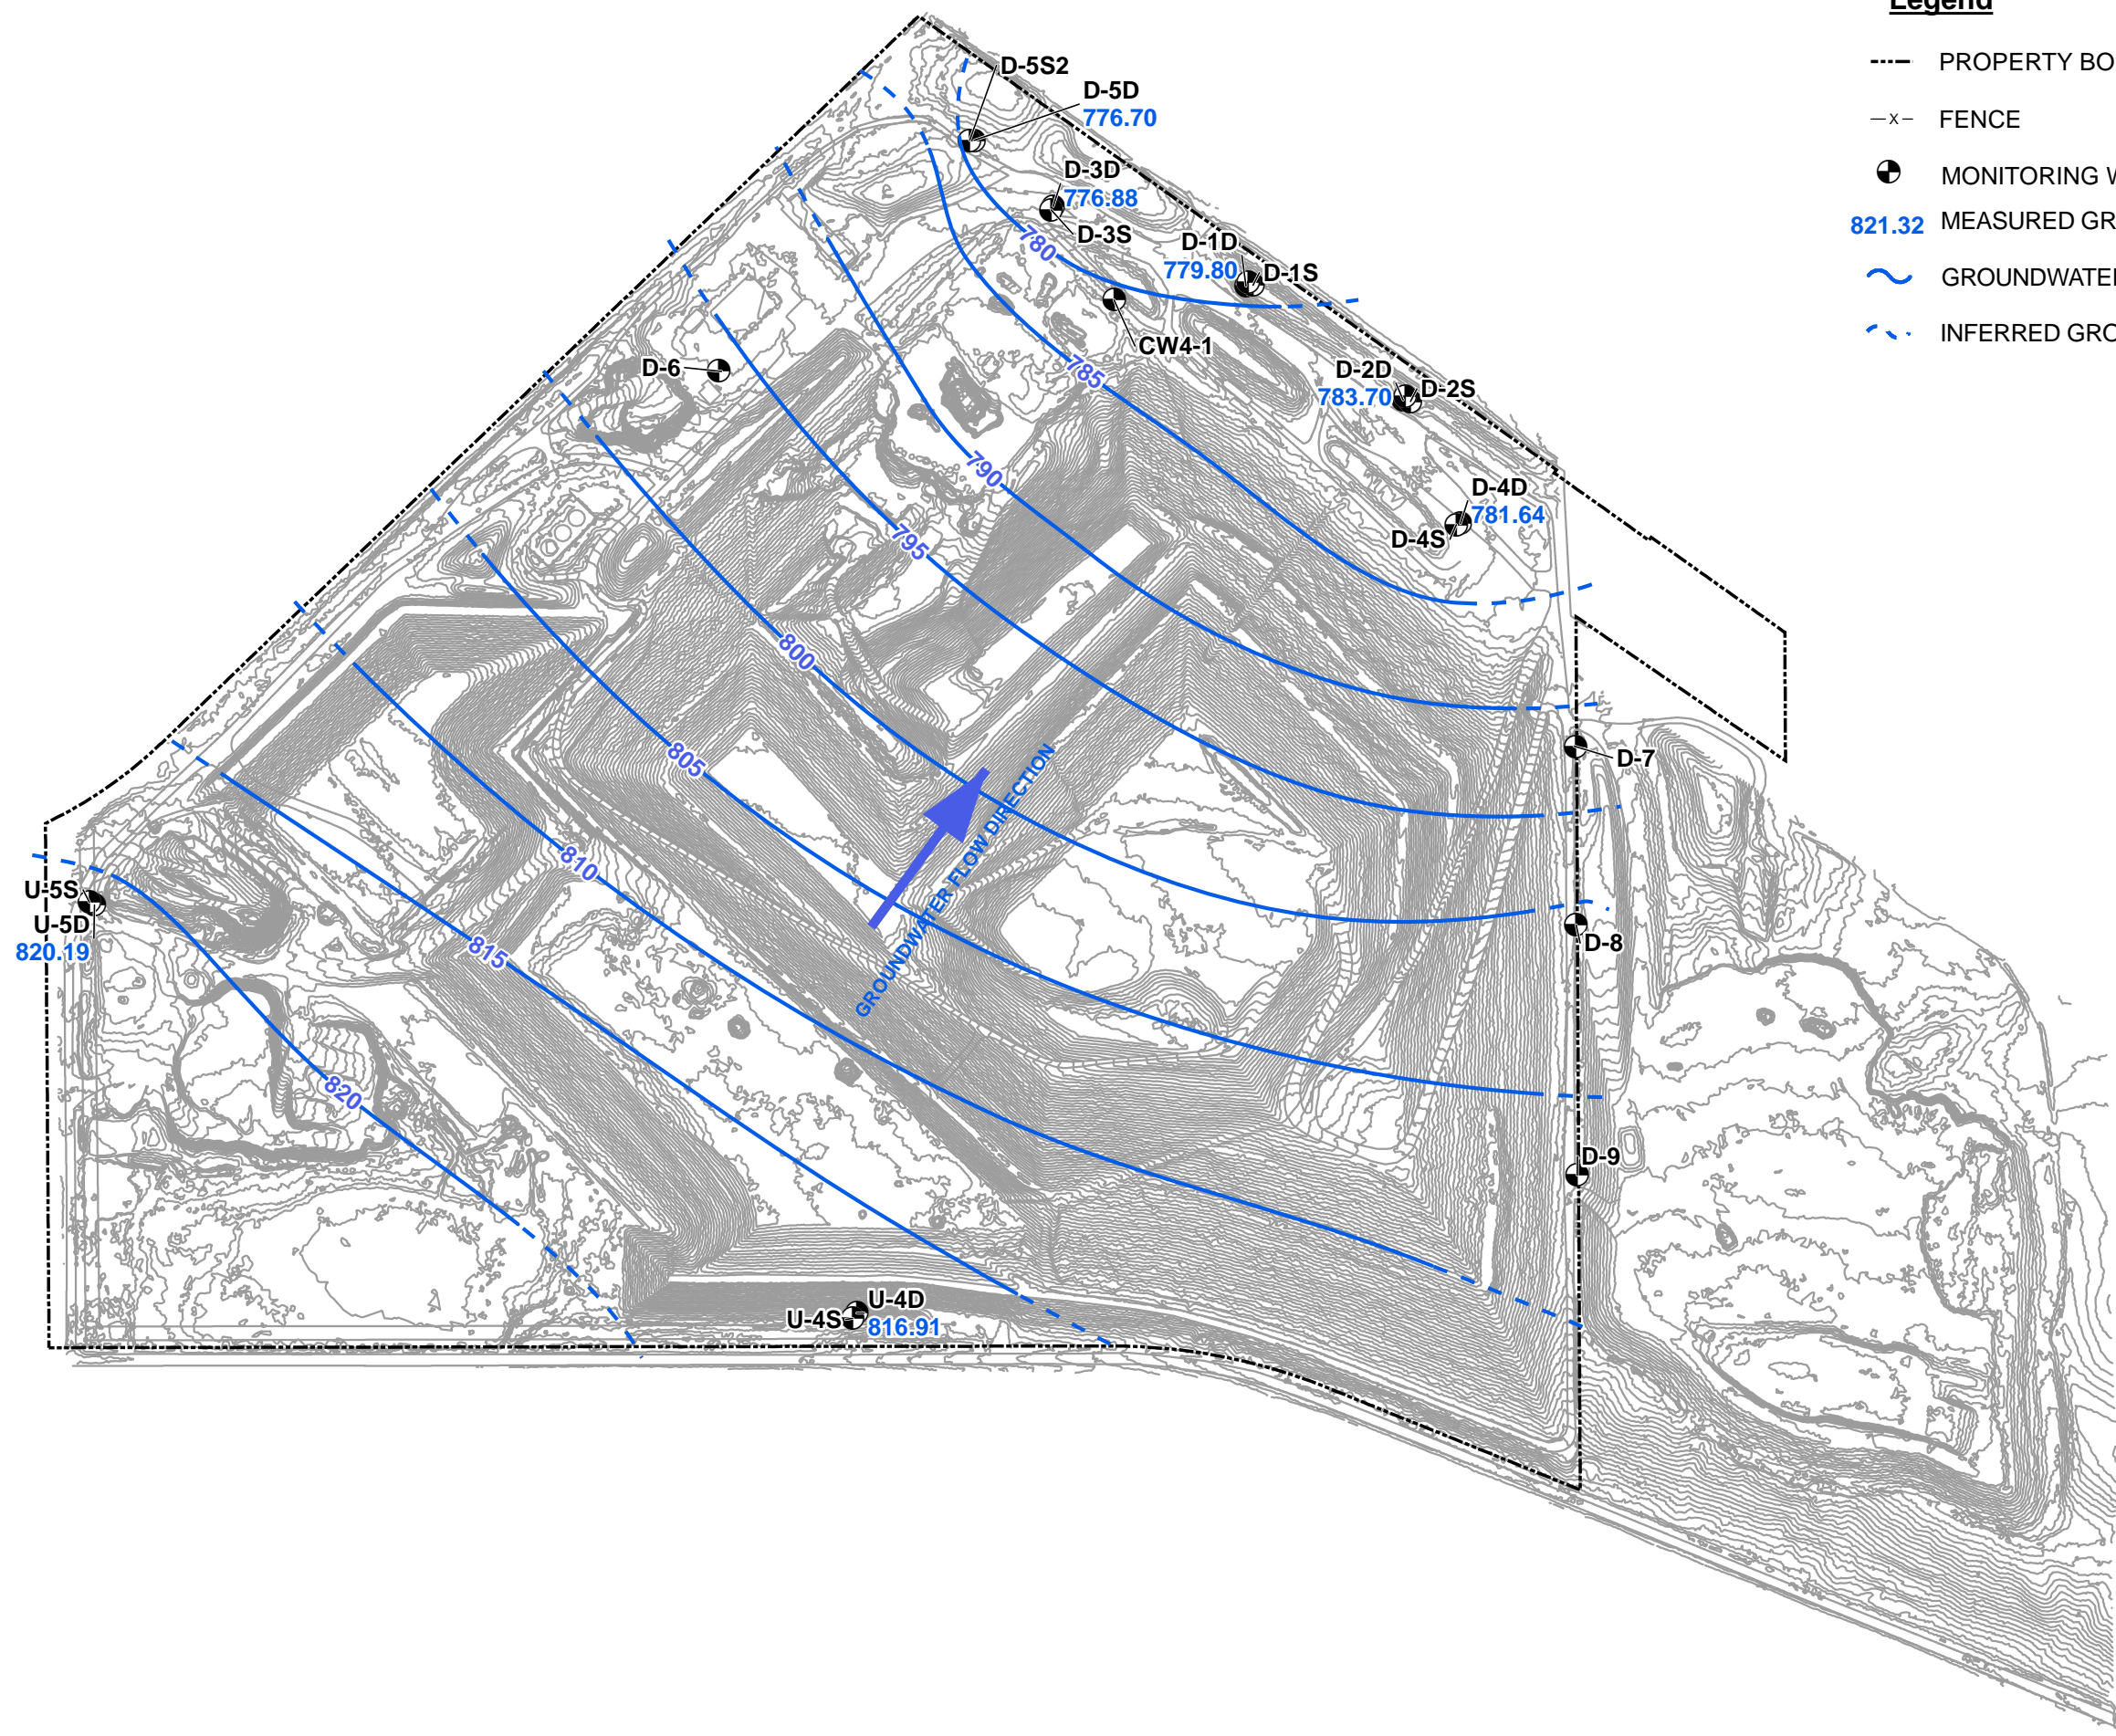 Legend
PROPERTY BO
x FENCE
MONITORING W
821.32 MEASURED GR
GROUNDWATER
INFERRED GRO
D-5S2
D-5D
776.70
D-3D
776.88
D-3S
780
D-1D
779.80
D-1S
CW4-1
D-6
785
D-2D
783.70
D-2S
790
D-4D
781.64
D-4S
795
800
805
D-7
GROUNDWATER FLOW DIRECTION
810
U-5S
U-5D
820.19
815
D-8
820
D-9
U-4D
U-4S
816.91